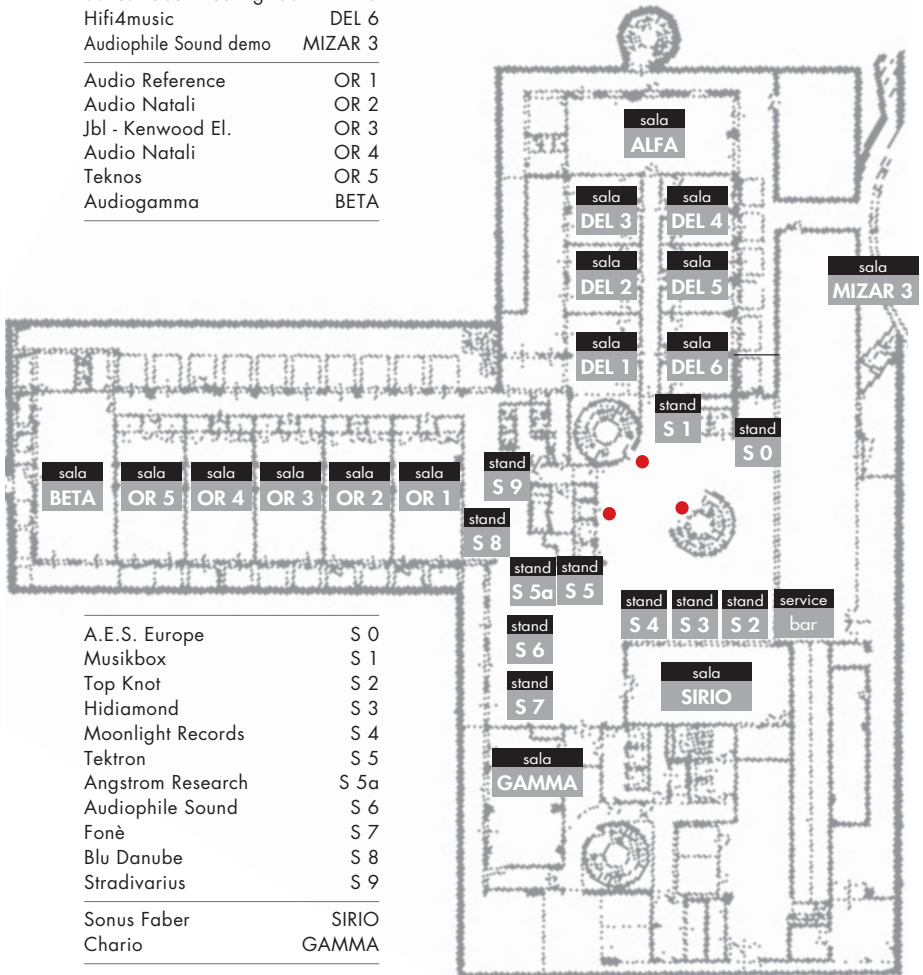 Hifi4music DEL 6
Audiophile Sound demo MIZAR 3
Audio Reference OR 1
Audio Natali OR 2
Jbl - Kenwood El. OR 3
Audio Natali OR 4
Teknos OR 5
Audiogamma BETA
sala
ALFA
sala
DEL 3
sala
DEL 4
sala
DEL 2
sala
DEL 5
sala
MIZAR 3
sala
DEL 1
sala
DEL 6
stand
S 1
stand
S 0
sala
BETA
sala
OR 5
sala
OR 4
sala
OR 3
sala
OR 2
sala
OR 1
stand
S 9
stand
S 8
stand
S 5a
stand
S 5
stand
S 4
stand
S 3
stand
S 2
service
bar
stand
S 6
stand
S 7
sala
SIRIO
sala
GAMMA
A.E.S. Europe S 0
Musikbox S 1
Top Knot S 2
Hidiamond S 3
Moonlight Records S 4
Tektron S 5
Angstrom Research S 5a
Audiophile Sound S 6
Fonè S 7
Blu Danube S 8
Stradivarius S 9
Sonus Faber SIRIO
Chario GAMMA